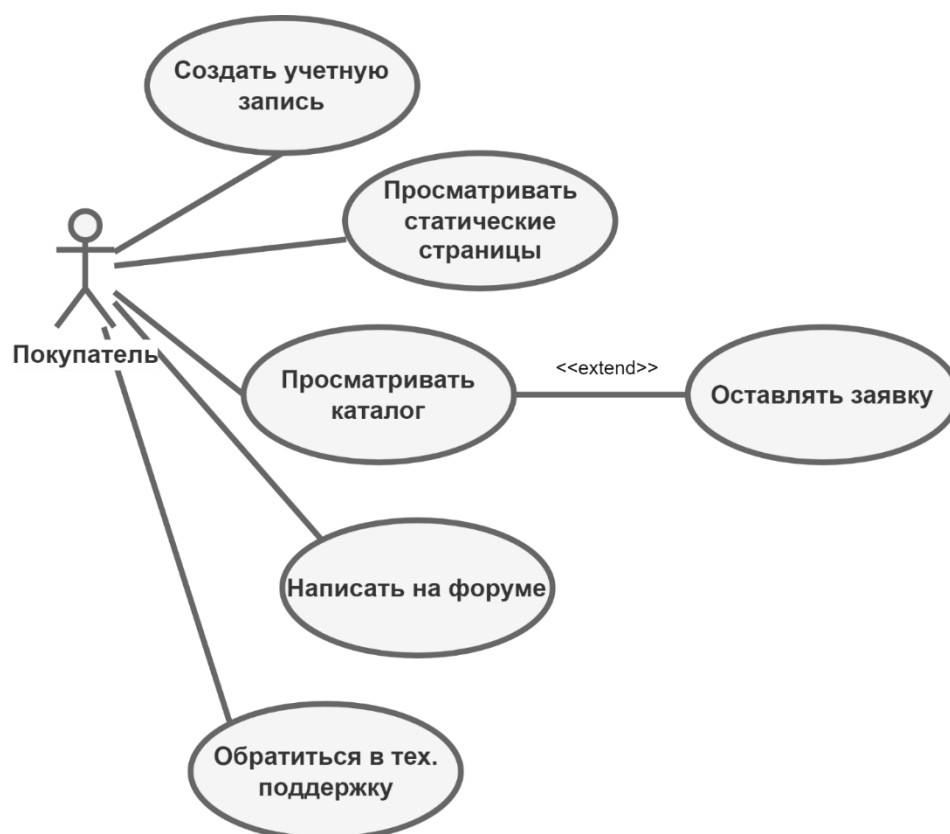 Создать учетную
запись
Просматривать
статические
страницы
Покупатель
Просматривать
каталог
<<extend>>
Оставлять заявку
Написать на форуме
Обратиться в тех.
поддержку